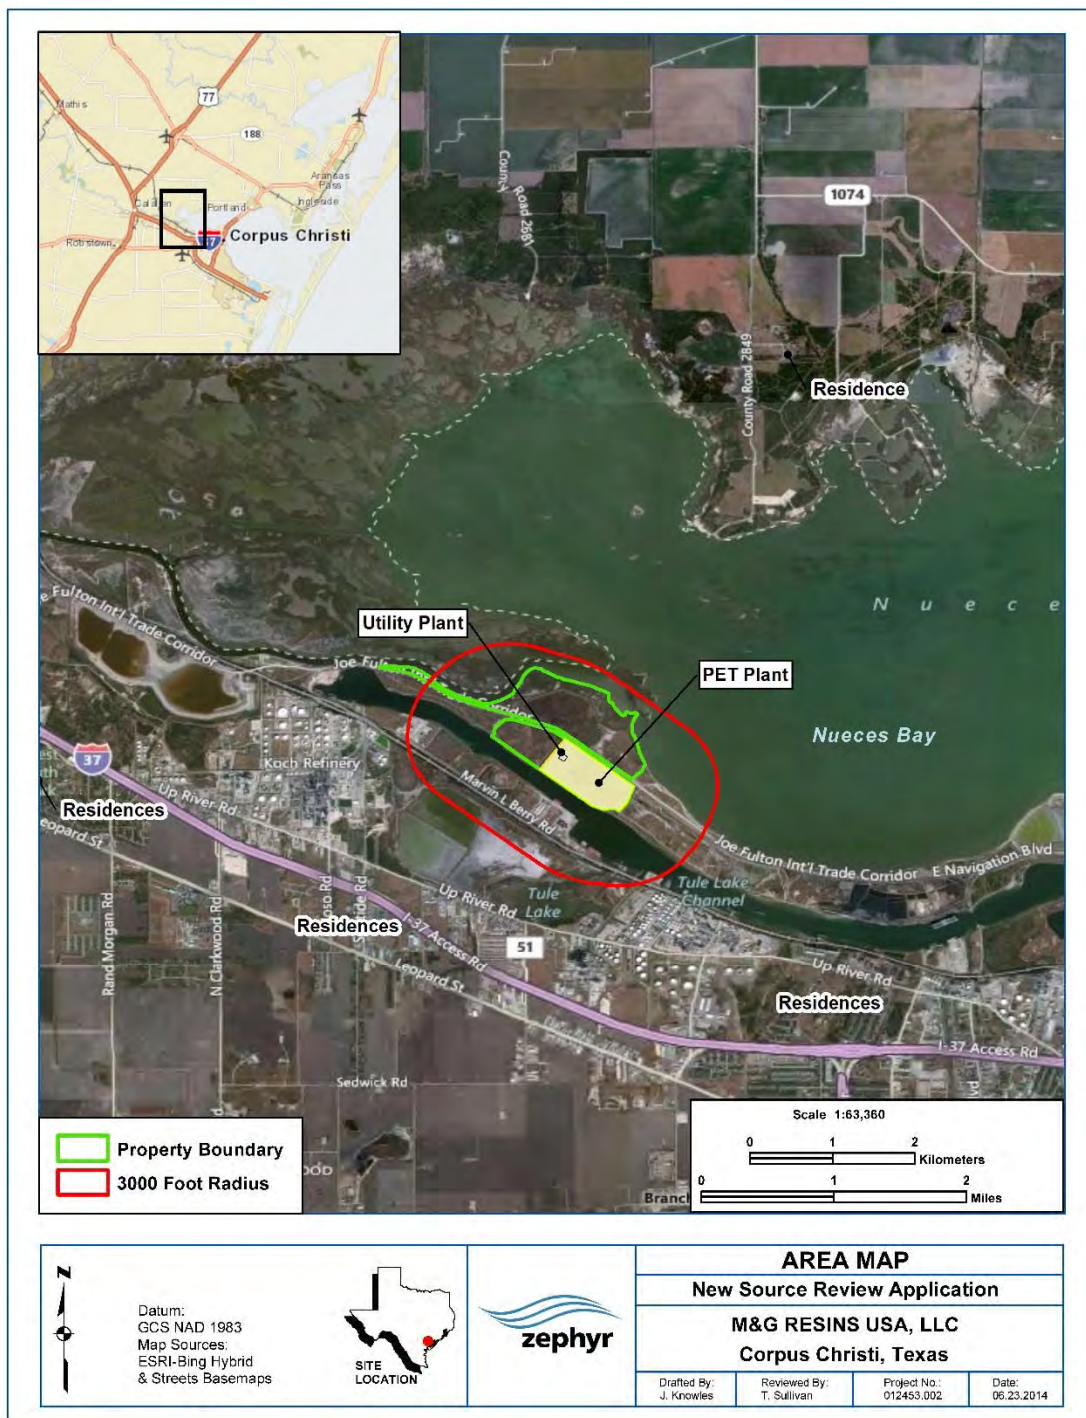 77
Mathis
188
Aransas
Pass
Ingleside
Portland
Robstown
Corpus Christi
County
Road 2681
1074
County Road 2849
Residence
Nuece
Utility Plant
PET Plant
Nueces Bay
e Fulton Int'l Trade Corridor
37
Koch Refinery
Up River Rd
Residences
eopard St
Marvin L Berry Rd
Joe Fulton Int'l Trade Corridor
E Navigation Blvd
Tule
Lake
Tule Lake
Channel
Up River Rd
51
Residences
I-37 Access Rd
Leopard St
Rand Morgan Rd
N Clarkwood Rd
Up River Rd
Residences
I-37 Access Rd
Sedwick Rd
Branch
Property Boundary
3000 Foot Radius
Scale 1:63,360
0 1 2
Kilometers
0 1 2
Miles
N
Datum:
GCS NAD 1983
Map Sources:
ESRI-Bing Hybrid
& Streets Basemaps
SITE
LOCATION
zephyr
AREA MAP
New Source Review Application
M&G RESINS USA, LLC
Corpus Christi, Texas
Drafted By:
J. Knowles
Reviewed By:
T. Sullivan
Project No.:
012453.002
Date:
06.23.2014